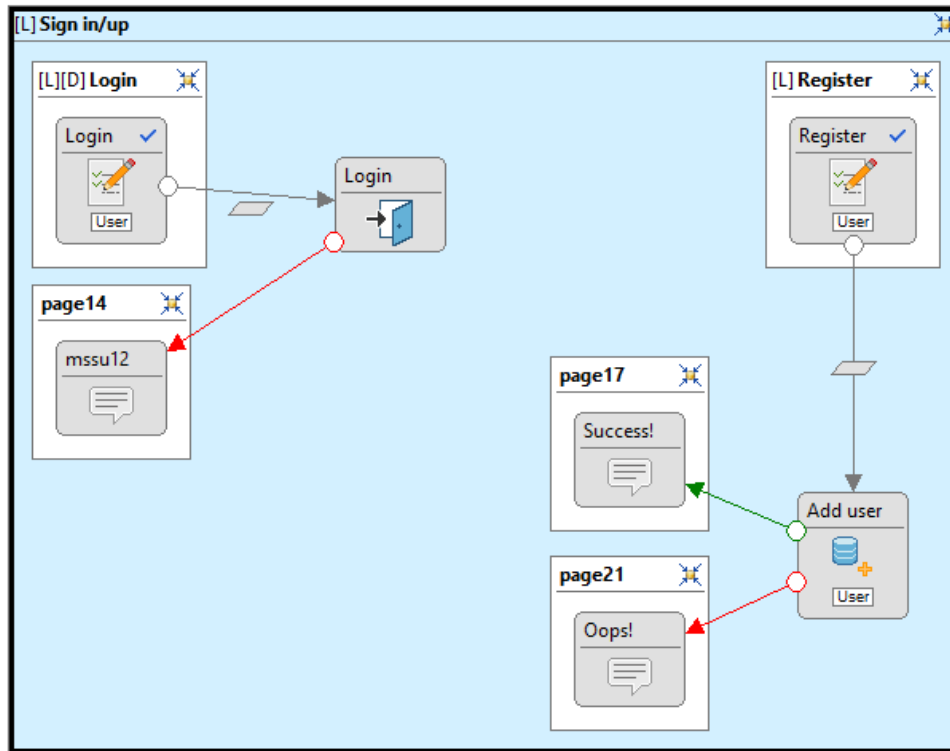 [L] Sign in/up
[L][D] Login
Login
User
Login
page14
mssu12
[L] Register
Register
User
page17
Success!
Add user
User
page21
Oops!